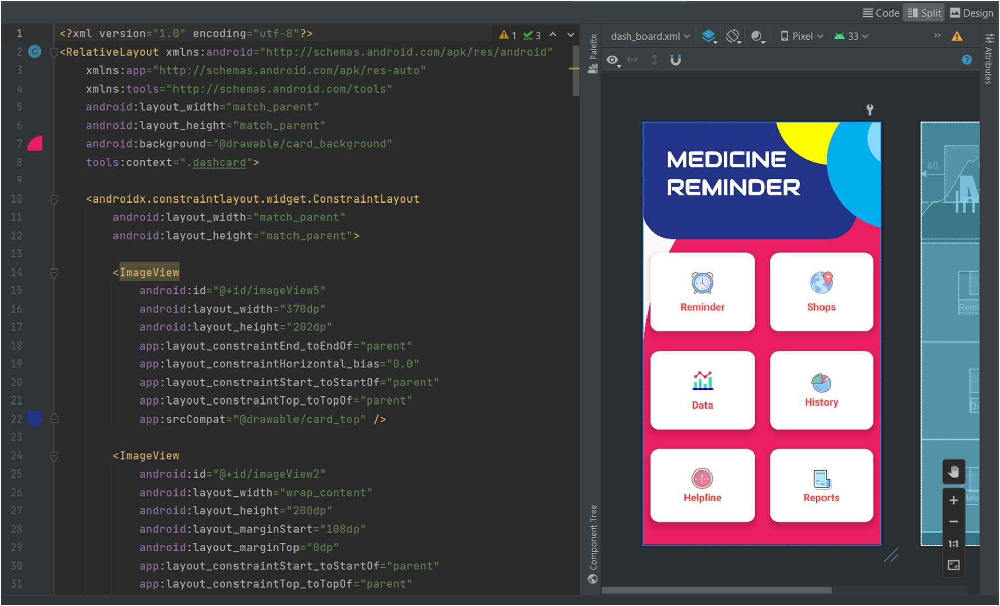 Code Split Design
1 <?xml version="1.0" encoding="utf-8"?>
1 3
2 <RelativeLayout xmlns:android="http://schemas.android.com/apk/res/android"
3 xmlns:app="http://schemas.android.com/apk/res-auto"
4 xmlns:tools="http://schemas.android.com/tools"
5 android:layout_width="match_parent"
6 android:layout_height="match_parent"
7 android:background="@drawable/card_background"
8 tools:context=".dashcard">
9
10 <androidx.constraintlayout.widget.ConstraintLayout
11 android:layout_width="match_parent"
12 android:layout_height="match_parent">
13
14 <ImageView
15 android:id="@+id/imageView5"
16 android:layout_width="370dp"
17 android:layout_height="202dp"
18 app:layout_constraintEnd_toEndOf="parent"
19 app:layout_constraintHorizontal_bias="0.0"
20 app:layout_constraintStart_toStartOf="parent"
21 app:layout_constraintTop_toTopOf="parent"
22 app:srcCompat="@drawable/card_top" />
23
24 <ImageView
25 android:id="@+id/imageView2"
26 android:layout_width="wrap_content"
27 android:layout_height="200dp"
28 android:layout_marginStart="108dp"
29 android:layout_marginTop="0dp"
30 app:layout_constraintStart_toStartOf="parent"
31 app:layout_constraintTop_toTopOf="parent"
C
Palette
Component Tree
dash_board.xml Pixel 33 »
?
Attributes
MEDICINE
REMINDER
Reminder Shops
Data History
Helpline Reports
40
Remi
Da
Help
1:1